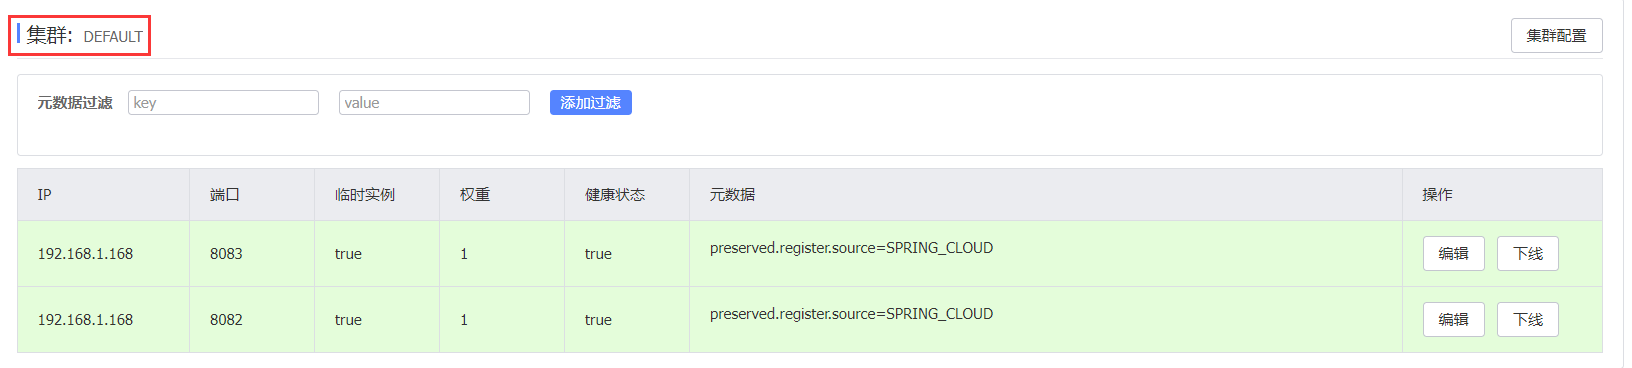 集群: DEFAULT 集群配置
元数据过滤 key value 添加过滤
IP 端口 临时实例 权重 健康状态 元数据 操作
192.168.1.168 8083 true 1 true preserved.register.source=SPRING_CLOUD 编辑 下线
192.168.1.168 8082 true 1 true preserved.register.source=SPRING_CLOUD 编辑 下线